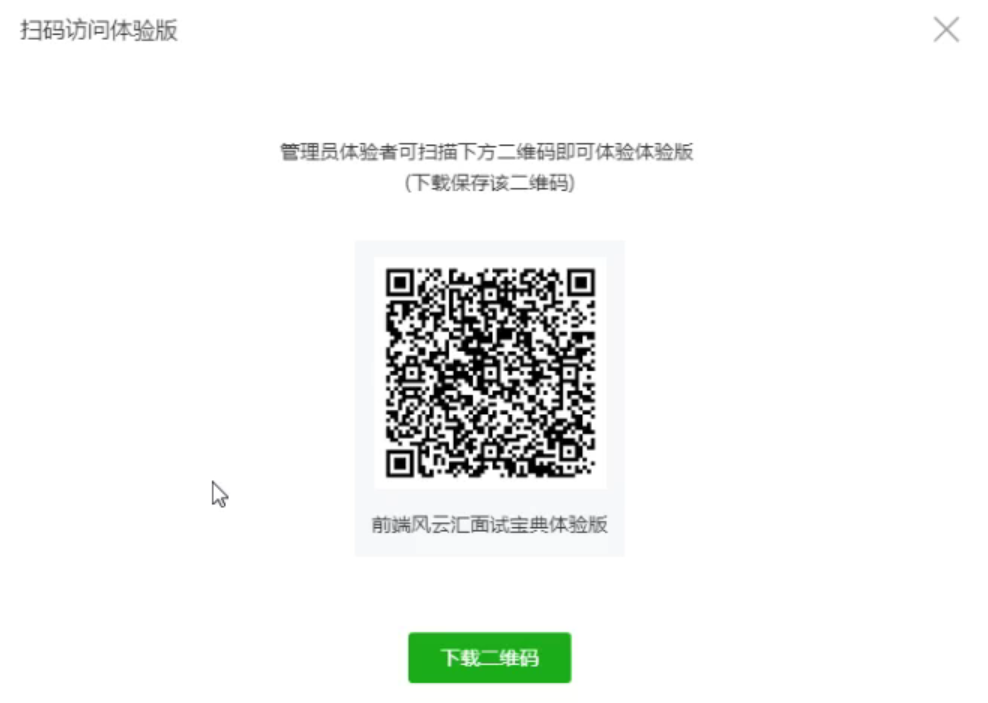 扫码访问体验版
管理员体验者可扫描下方二维码即可体验体验版
(下载保存该二维码)
前端风云汇面试宝典体验版
下载二维码